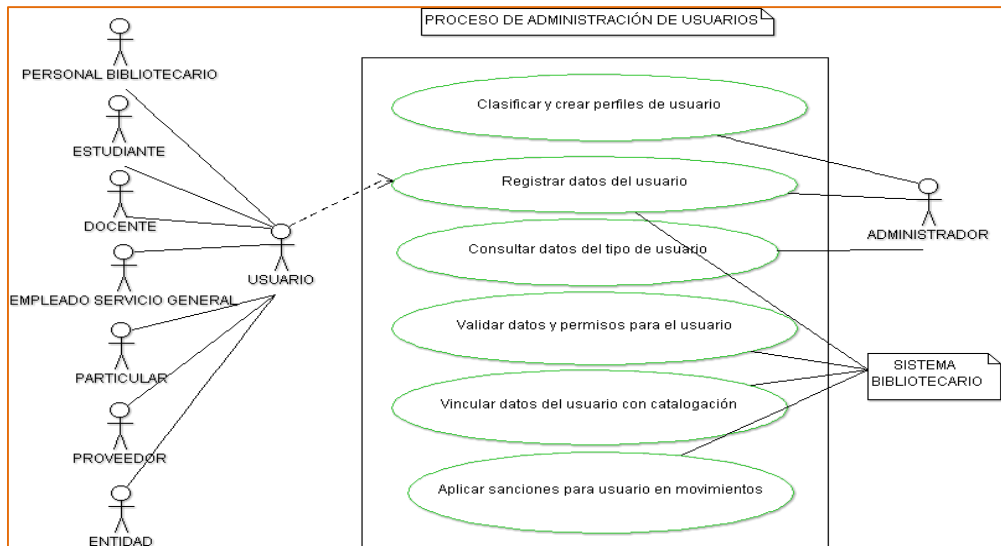 PROCESO DE ADMINISTRACIÓN DE USUARIOS
PERSONAL BIBLIOTECARIO
ESTUDIANTE
DOCENTE
EMPLEADO SERVICIO GENERAL
PARTICULAR
PROVEEDOR
ENTIDAD
USUARIO
Clasificar y crear perfiles de usuario
Registrar datos del usuario
Consultar datos del tipo de usuario
Validar datos y permisos para el usuario
Vincular datos del usuario con catalogación
Aplicar sanciones para usuario en movimientos
ADMINISTRADOR
SISTEMA
BIBLIOTECARIO